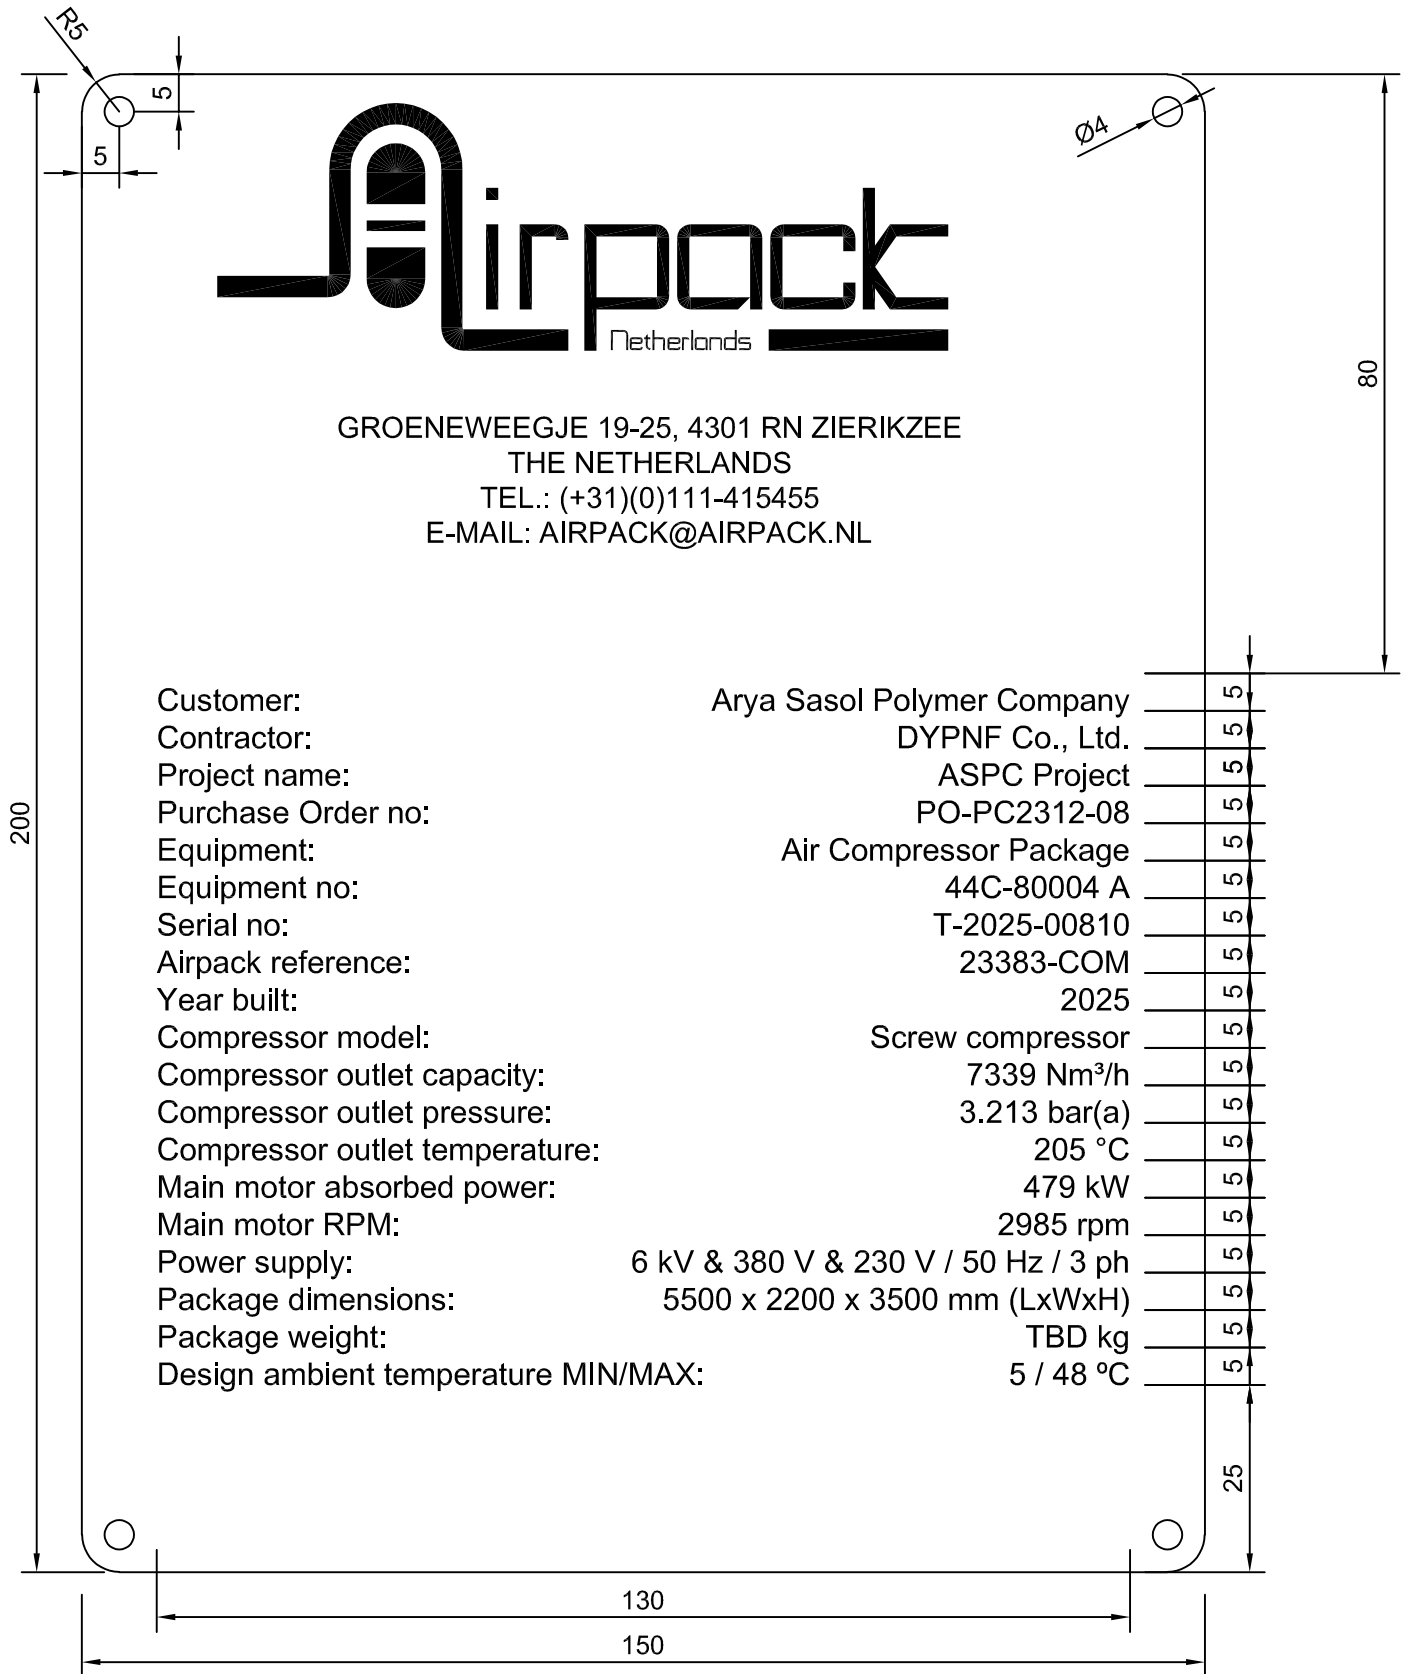 R5
5
5
Ø4
Airpack
Netherlands
80
GROENEWEEGJE 19-25, 4301 RN ZIERIKZEE
THE NETHERLANDS
TEL.: (+31)(0)111-415455
E-MAIL: AIRPACK@AIRPACK.NL
200
Customer: Arya Sasol Polymer Company 5
Contractor: DYPNF Co., Ltd. 5
Project name: ASPC Project 5
Purchase Order no: PO-PC2312-08 5
Equipment: Air Compressor Package 5
Equipment no: 44C-80004 A 5
Serial no: T-2025-00810 5
Airpack reference: 23383-COM 5
Year built: 2025 5
Compressor model: Screw compressor 5
Compressor outlet capacity: 7339 Nm³/h 5
Compressor outlet pressure: 3.213 bar(a) 5
Compressor outlet temperature: 205 °C 5
Main motor absorbed power: 479 kW 5
Main motor RPM: 2985 rpm 5
Power supply: 6 kV & 380 V & 230 V / 50 Hz / 3 ph 5
Package dimensions: 5500 x 2200 x 3500 mm (LxWxH) 5
Package weight: TBD kg 5
Design ambient temperature MIN/MAX: 5 / 48 ºC 5
25
130
150